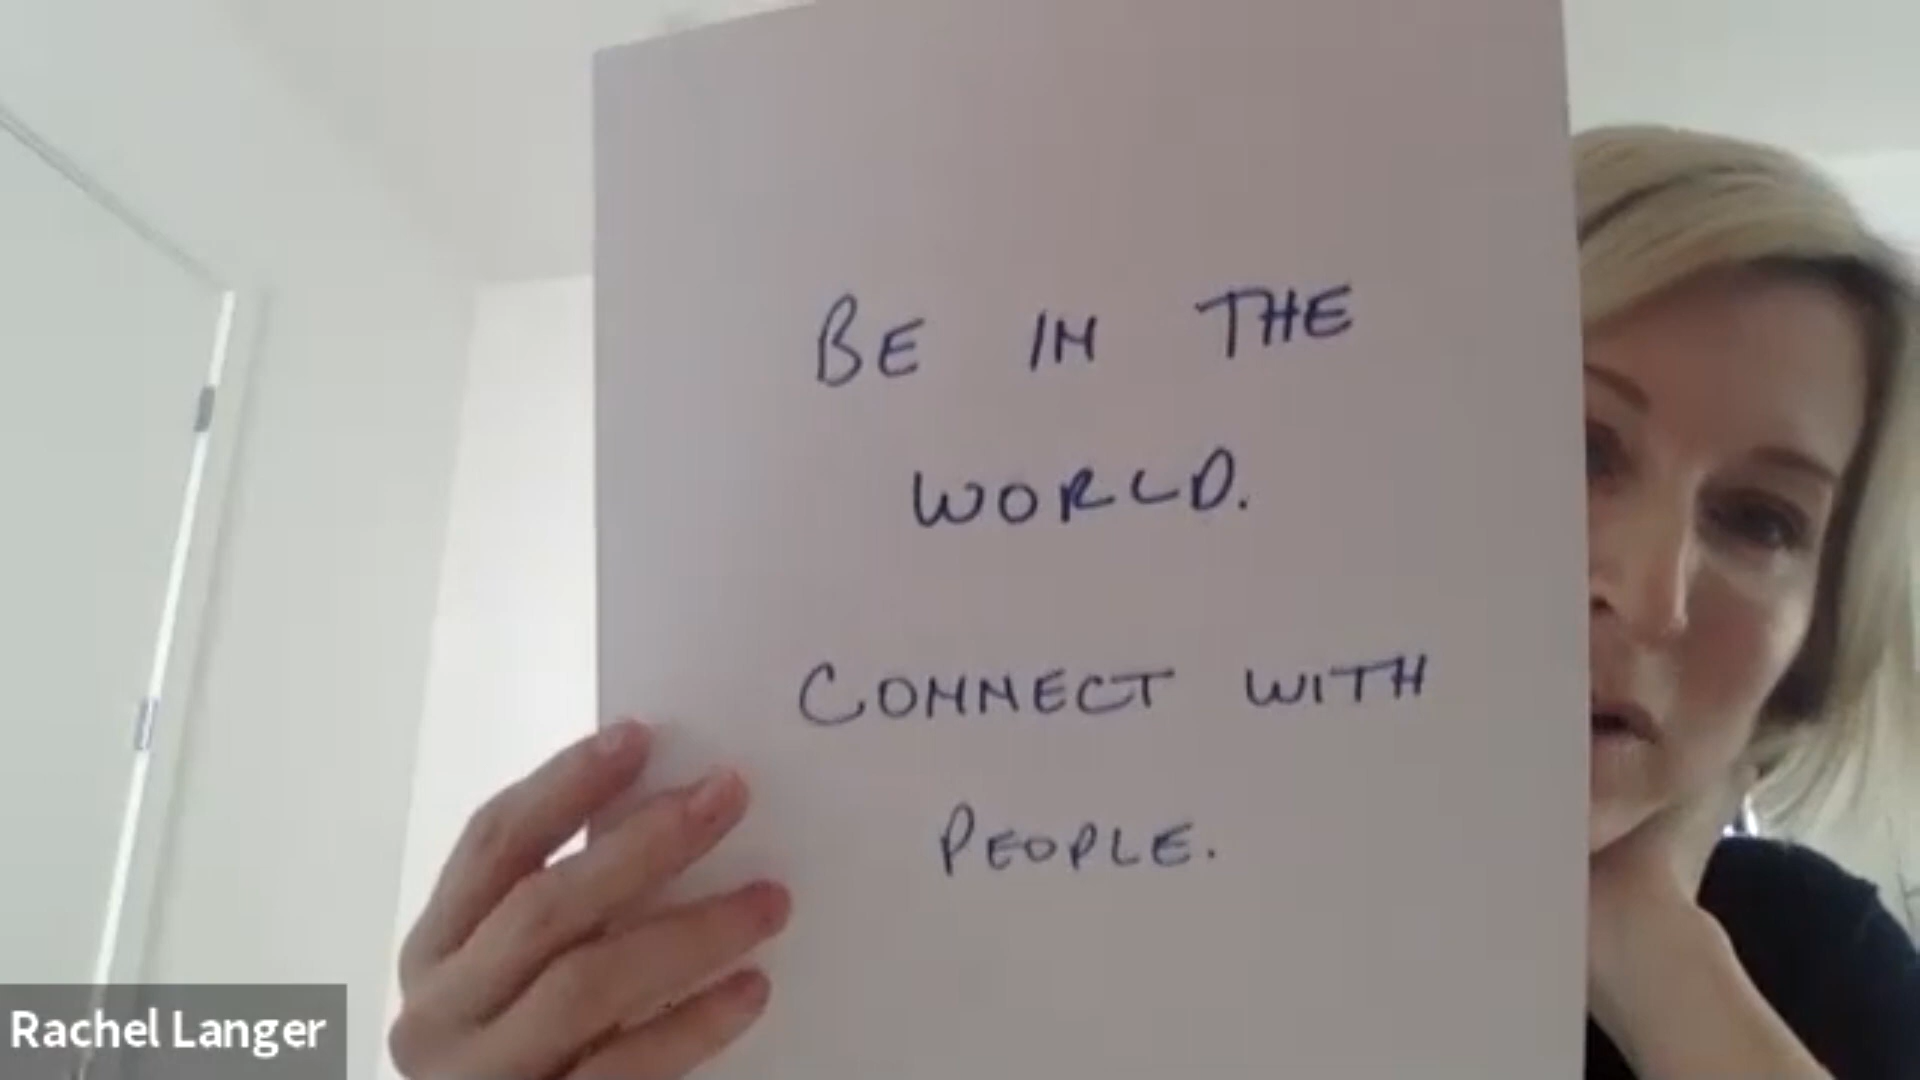 BE IN THE
WORLD.
CONNECT WITH
PEOPLE.
Rachel Langer